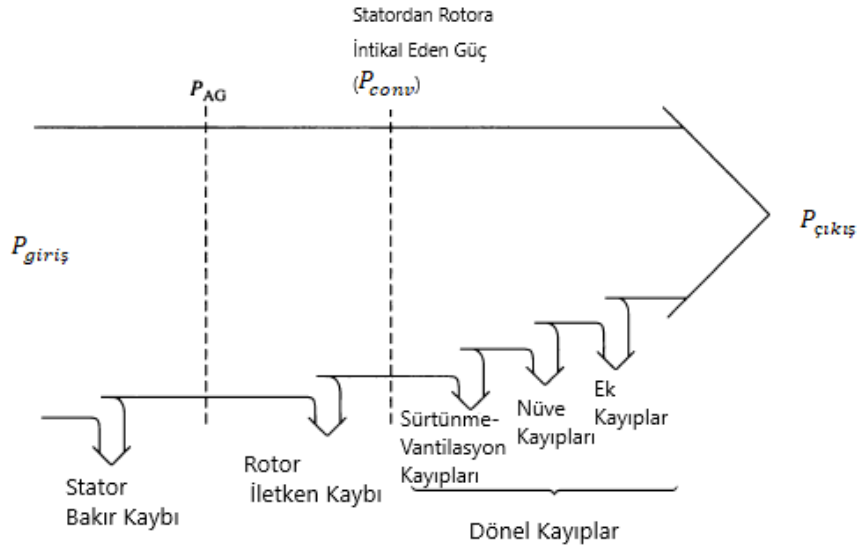 Statordan Rotora
İntikal Eden Güç
(P_conv)
P_AG
P_giriş
P_çıkış
Stator
Bakır Kaybı
Rotor
İletken Kaybı
Sürtünme-
Vantilasyon
Kayıpları
Nüve
Kayıpları
Ek
Kayıplar
Dönel Kayıplar